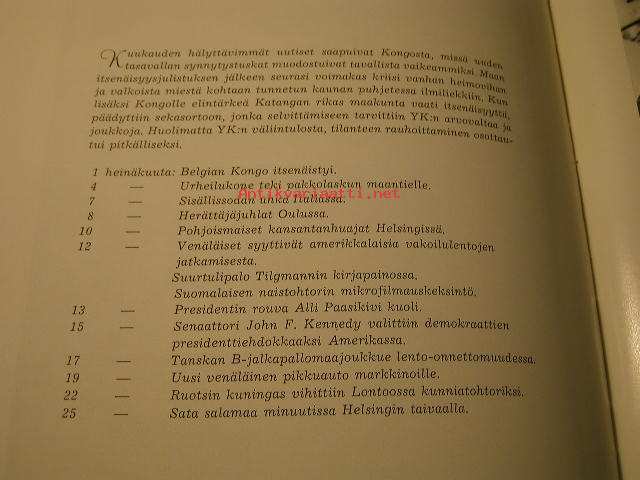 Kuukauden hälyttävimmät uutiset saapuivat Kongosta, missä uuden
tasavallan synnytystuskat muodostuivat tavallista vaikeammiksi. Maan
itsenäisyysjulistuksen jälkeen seurasi voimakas kriisi vanhan heimovihan
ja valkoista miestä kohtaan tunnetun kaunan puhjetessa ilmiliekkiin. Kun
lisäksi Kongolle elintärkeä Katangan rikas maakunta vaati itsenäisyyttä,
päädyttiin sekasortoon, jonka selvittämiseen tarvittiin YK:n arvovaltaa ja
joukkoja. Huolimatta YK:n väliintulosta, tilanteen rauhoittaminen osoittau-
tui pitkälliseksi.
1 heinäkuuta: Belgian Kongo itsenäistyi.
4 — Urheilukone teki pakkolaskun maantielle.
Antikvariaatti.net
7 — Sisällissodan uhka Italiassa.
8 — Herättäjäjuhlat Oulussa.
10 — Pohjoismaiset kansantanhuajat Helsingissä.
12 — Venäläiset syyttivät amerikkalaisia vakoilulentojen
jatkamisesta.
Suurtulipalo Tilgmannin kirjapainossa.
Suomalaisen naistohtorin mikrofilmauskeksintö.
13 — Presidentin rouva Alli Paasikivi kuoli.
15 — Senaattori John F. Kennedy valittiin demokraattien
presidenttiehdokkaaksi Amerikassa.
17 — Tanskan B-jalkapallomaajoukkue lento-onnettomuudessa.
19 — Uusi venäläinen pikkuauto markkinoille.
22 — Ruotsin kuningas vihittiin Lontoossa kunniatohtoriksi.
25 — Sata salamaa minuutissa Helsingin taivaalla.